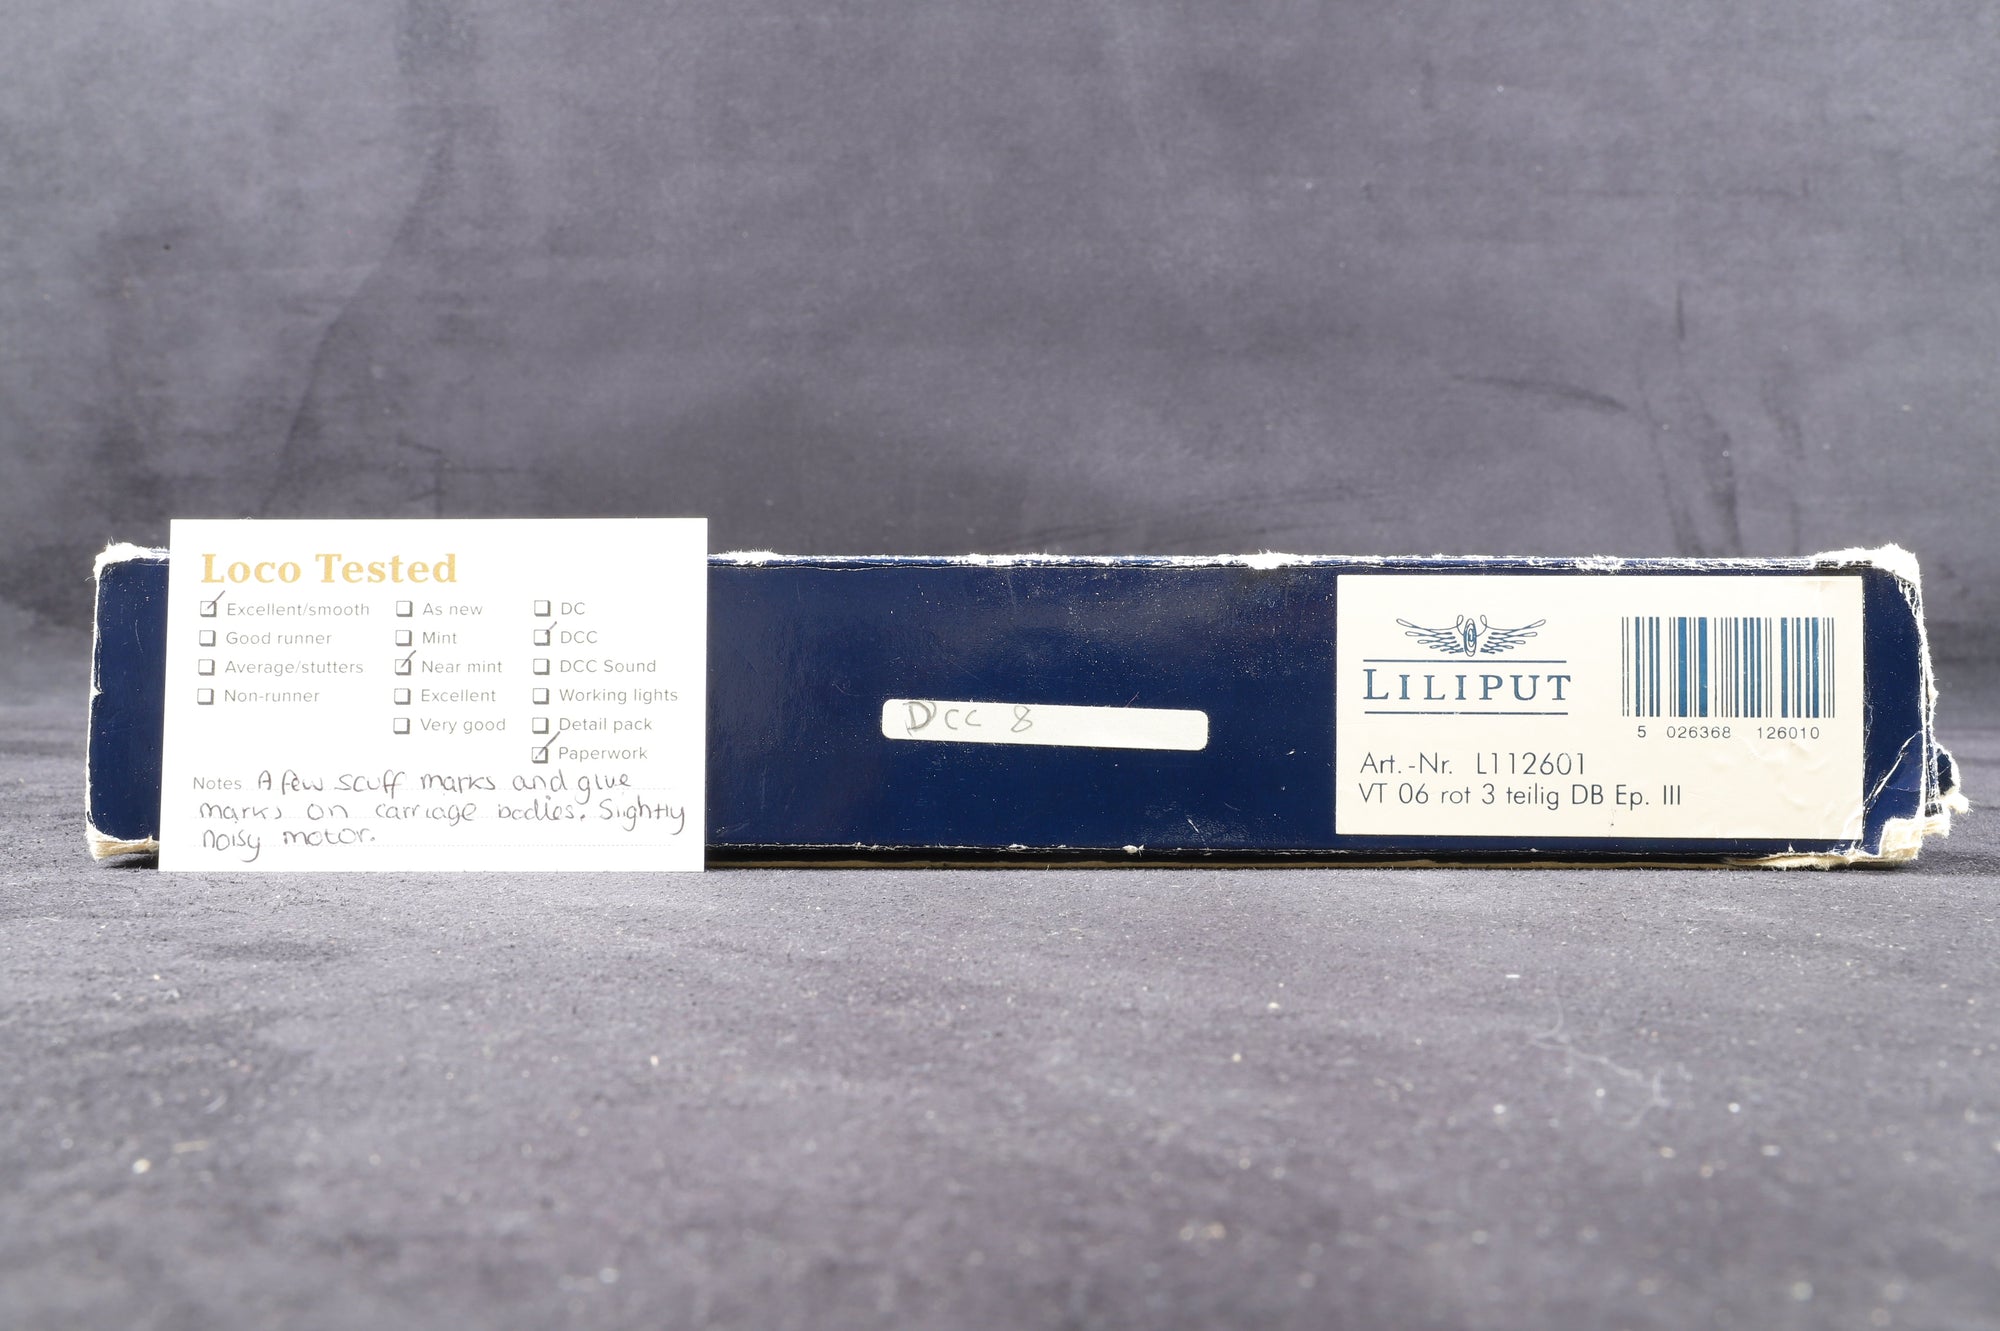 Loco Tested
Excellent/smooth
Good runner
Average/stutters
Non-runner
As new
Mint
Near mint
Excellent
Very good
DC
DCC
DCC Sound
Working lights
Detail pack
Paperwork
Notes A few scuff marks and glue
marks on carriage bodies. Slightly
noisy motor.
DCC 8
LILIPUT
5 026368 126010
Art.-Nr. L112601
VT 06 rot 3 teilig DB Ep. III